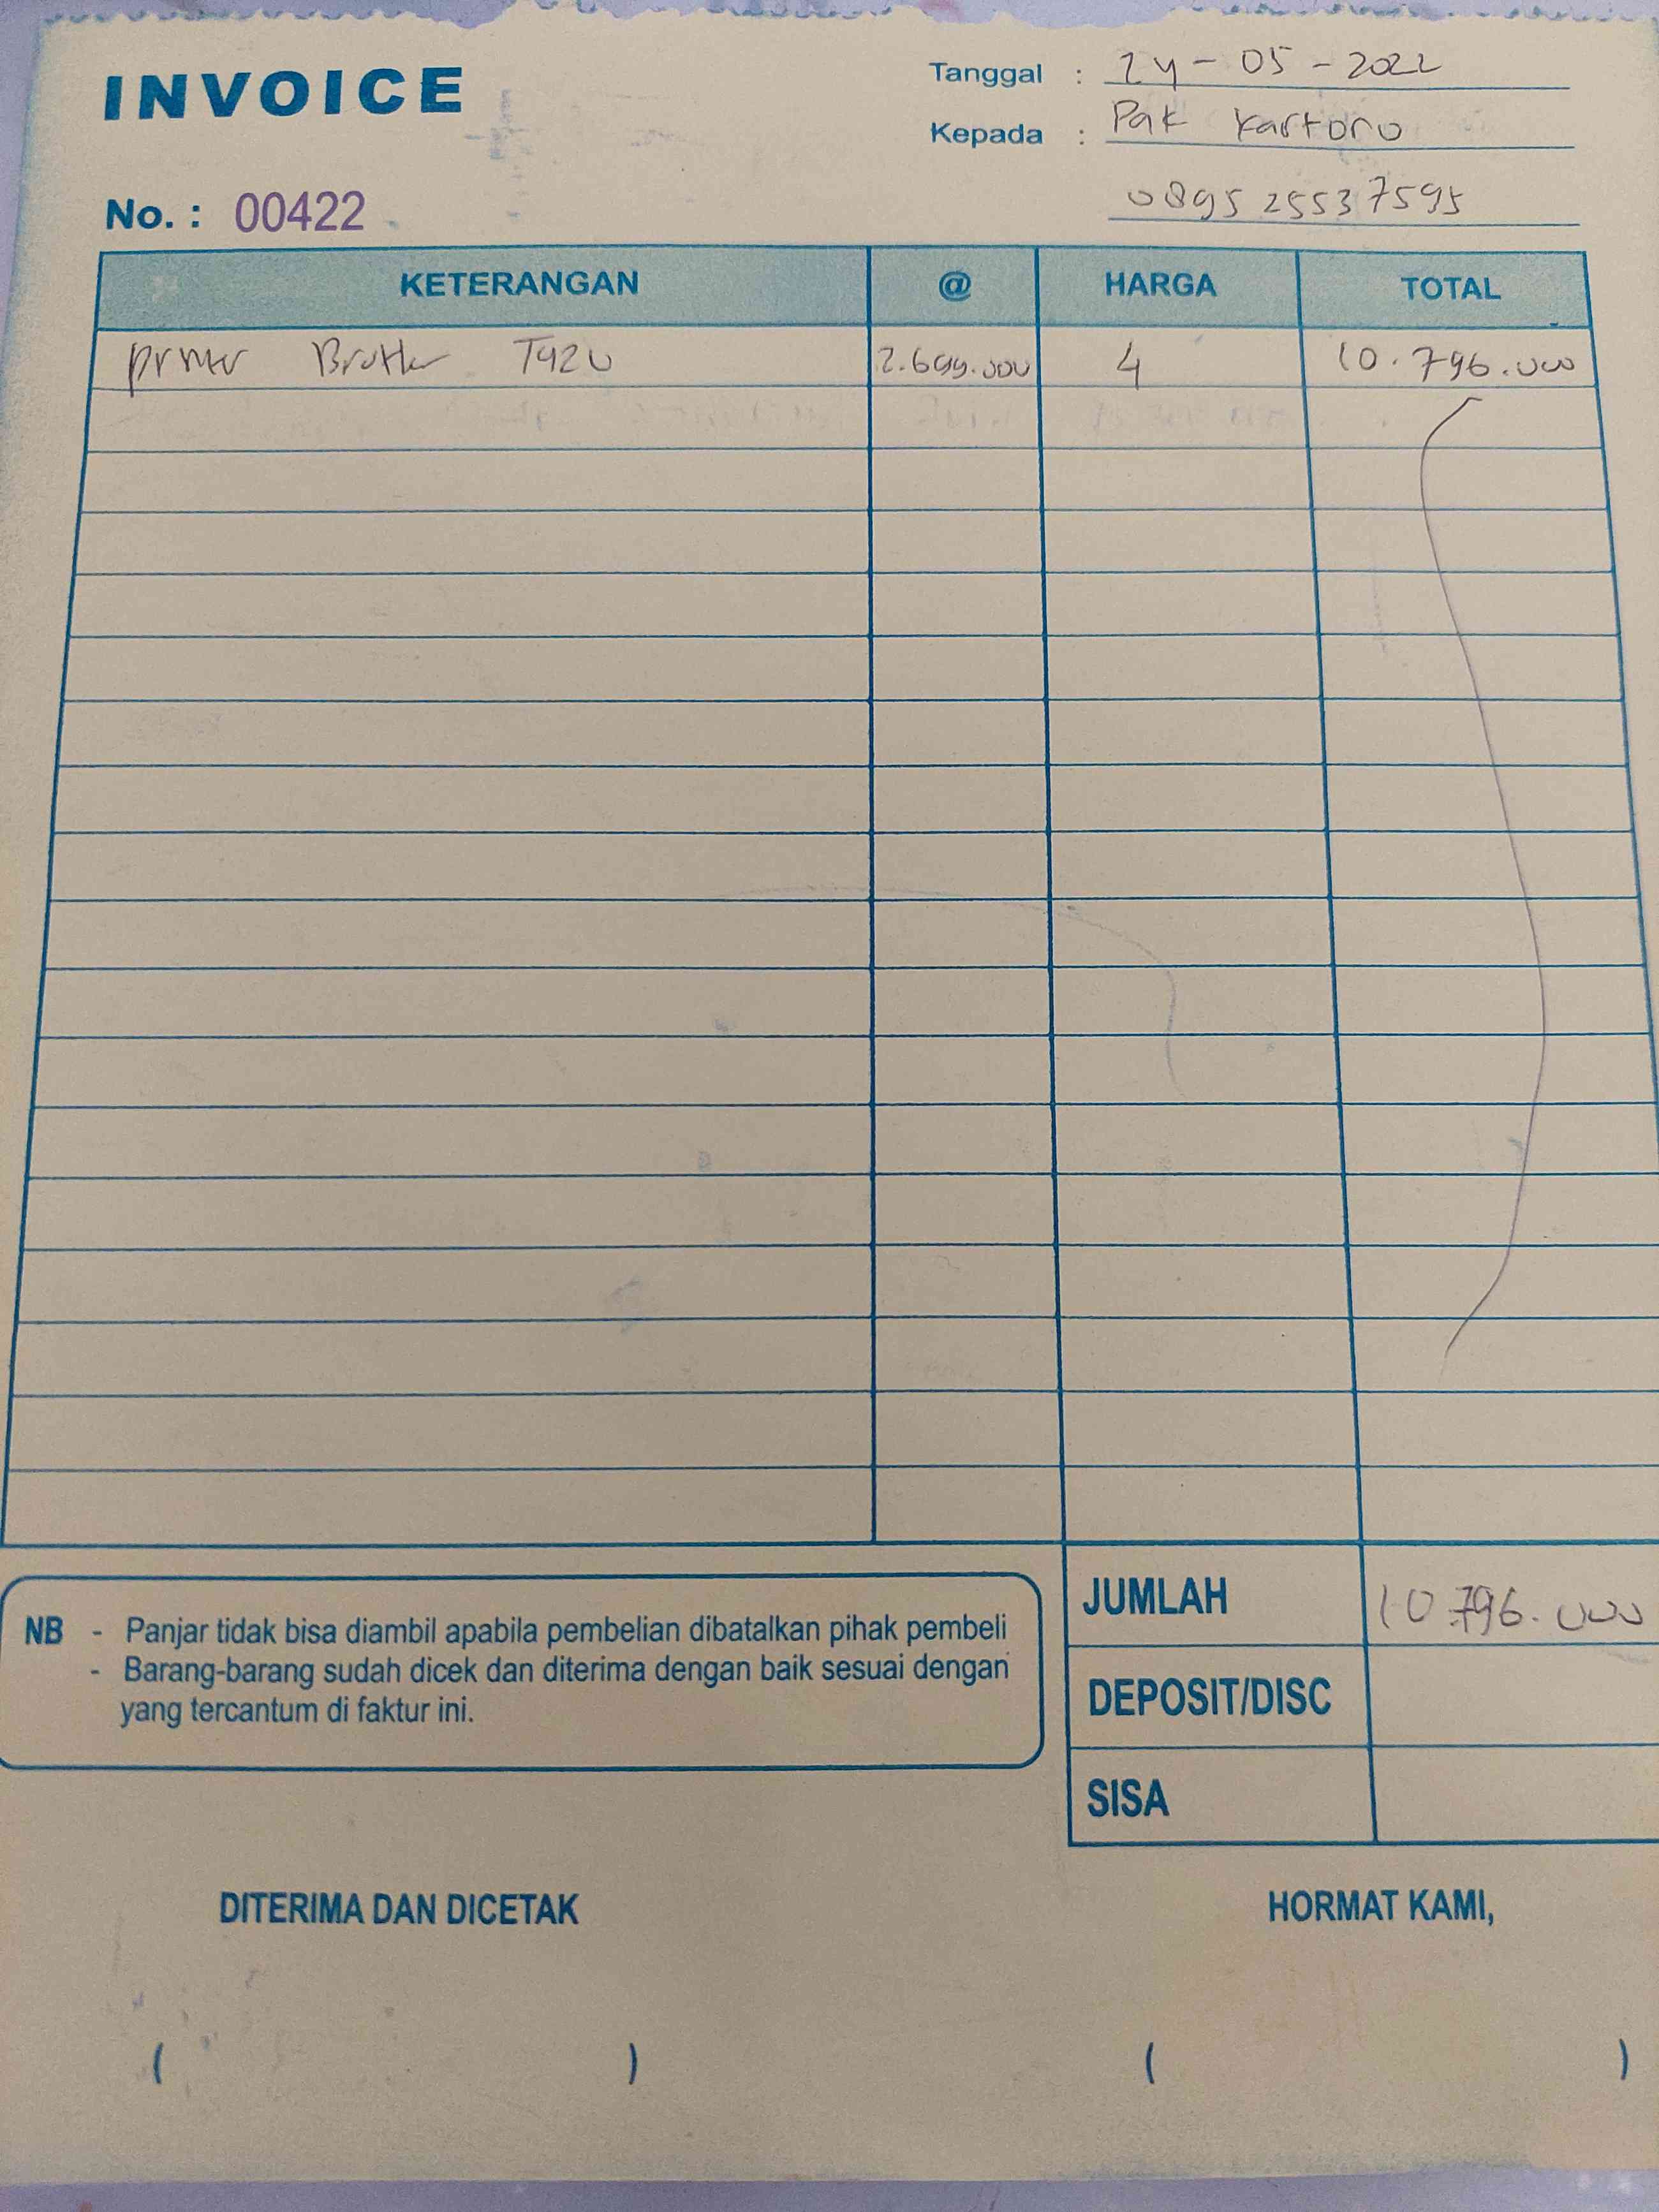 INVOICE
Tanggal : 24-05-2022
Kepada : Pak Kartono
0895 2553 7595
No. : 00422
KETERANGAN @ HARGA TOTAL
Printer Brother T420 2.699.000 4 10.796.000
JUMLAH 10.796.000
NB - Panjar tidak bisa diambil apabila pembelian dibatalkan pihak pembeli
- Barang-barang sudah dicek dan diterima dengan baik sesuai dengan
yang tercantum di faktur ini.
DEPOSIT/DISC
SISA
DITERIMA DAN DICETAK HORMAT KAMI,
( ) ( )